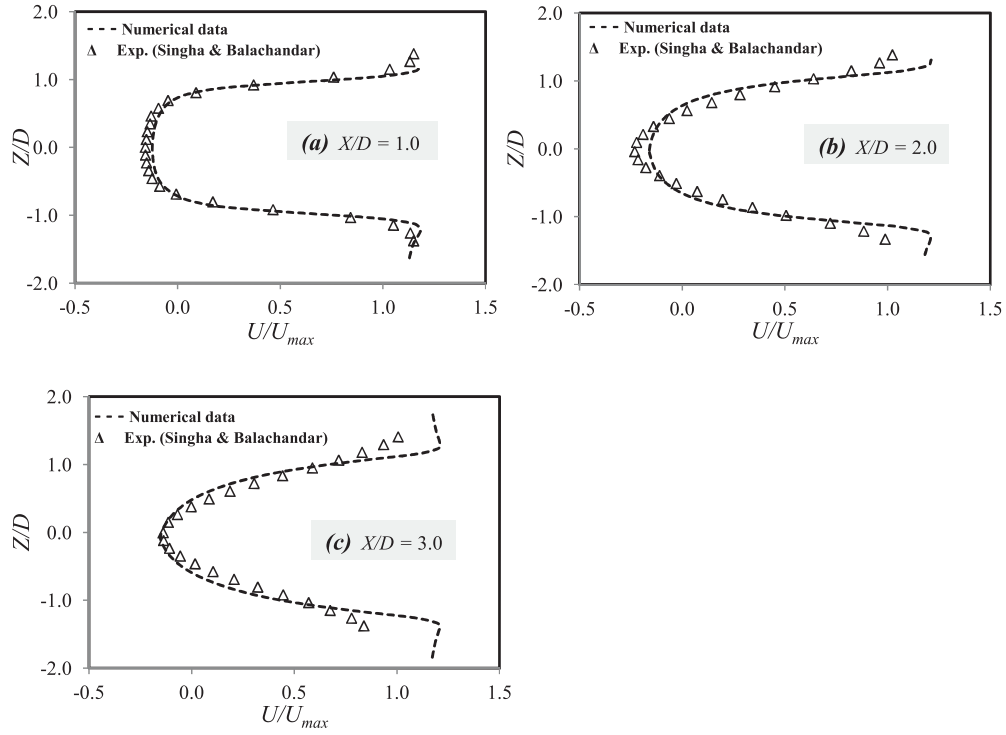 2.0
--- Numerical data
Δ Exp. (Singha & Balachandar)
1.0
Z/D
0.0
(a) X/D = 1.0
-1.0
-2.0
-0.5 0.0 0.5 1.0 1.5
U/Umax
2.0
--- Numerical data
Δ Exp. (Singha & Balachandar)
1.0
Z/D
0.0
(b) X/D = 2.0
-1.0
-2.0
-0.5 0.0 0.5 1.0 1.5
U/Umax
2.0
--- Numerical data
Δ Exp. (Singha & Balachandar)
1.0
Z/D
0.0
(c) X/D = 3.0
-1.0
-2.0
-0.5 0.0 0.5 1.0 1.5
U/Umax